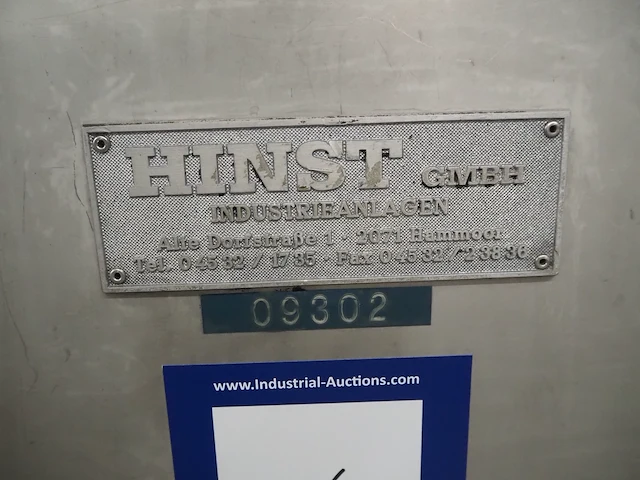 HINST GMBH
INDUSTRIEANLAGEN
Alte Dorfstraße 1 · 2071 Hammoor
Tel. 0 45 32 / 17 85 · Fax 0 45 32 / 2 38 36
09302
www.Industrial-Auctions.com